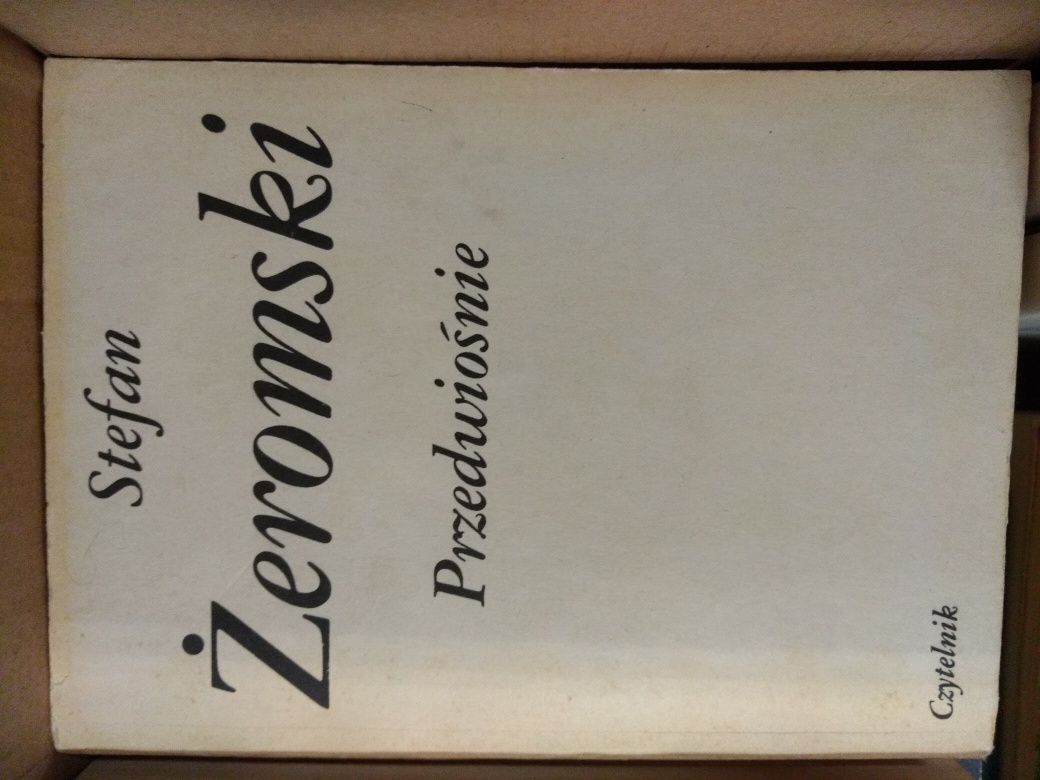 Stefan
Żeromski
Przedwiośnie
Czytelnik